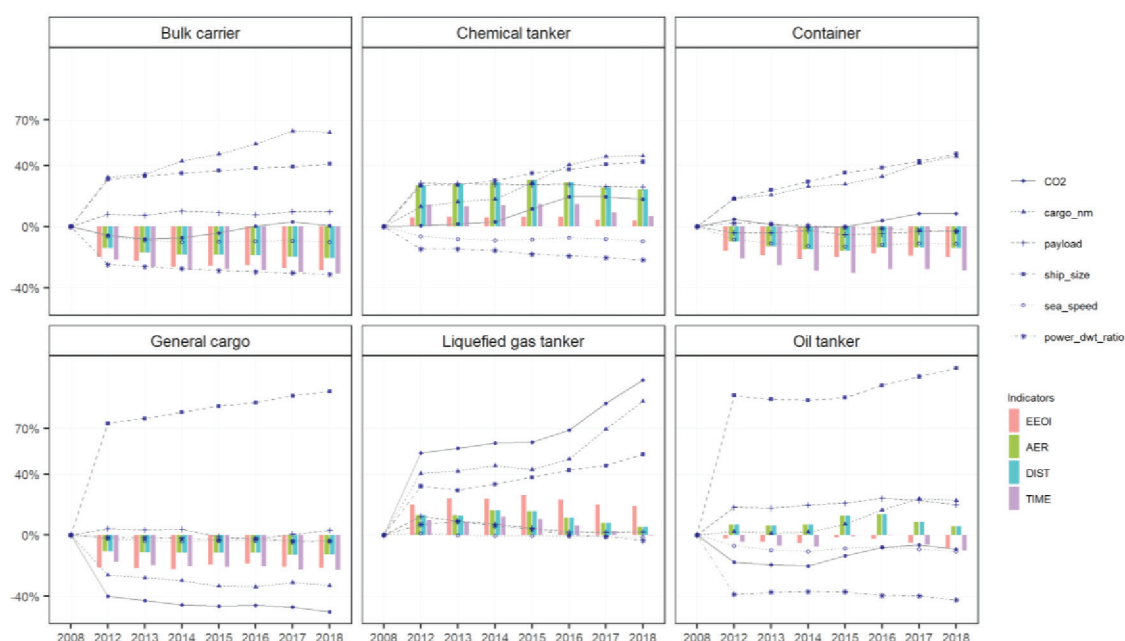 Bulk carrier
Chemical tanker
Container
70%
40%
0%
-40%
General cargo
Liquefied gas tanker
Oil tanker
70%
40%
0%
-40%
2008 2012 2013 2014 2015 2016 2017 2018
2008 2012 2013 2014 2015 2016 2017 2018
2008 2012 2013 2014 2015 2016 2017 2018
CO2
cargo_nm
payload
ship_size
sea_speed
power_dwt_ratio
Indicators
EEOI
AER
DIST
TIME